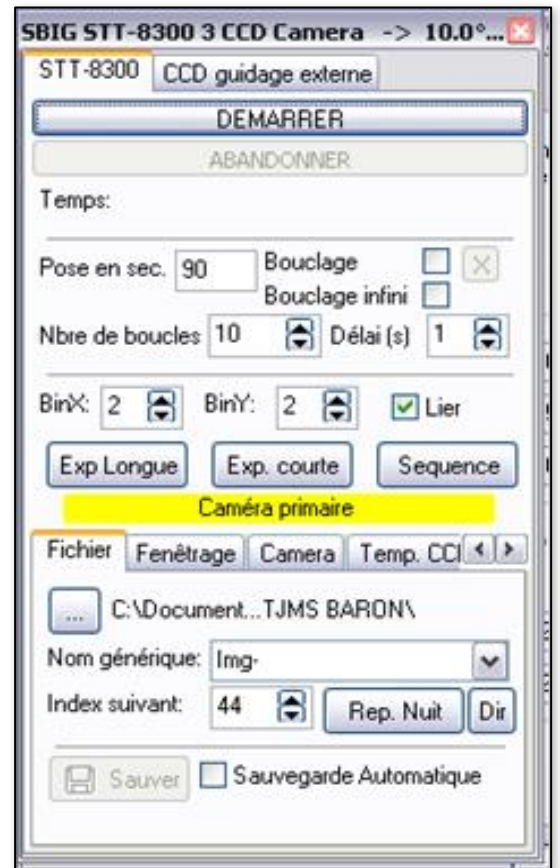 SBIG STT-8300 3 CCD Camera -> 10.0°...
STT-8300 CCD guidage externe
DEMARRER
ABANDONNER
Temps:
Pose en sec. 90 Bouclage
Bouclage infini
Nbre de boucles 10 Délai (s) 1
BinX: 2 BinY: 2 Lier
Exp Longue Exp. courte Sequence
Caméra primaire
Fichier Fenêtrage Camera Temp. CCI
... C:\Document...TJMS BARON\
Nom générique: Img-
Index suivant: 44 Rep. Nuit Dir
Sauver Sauvegarde Automatique